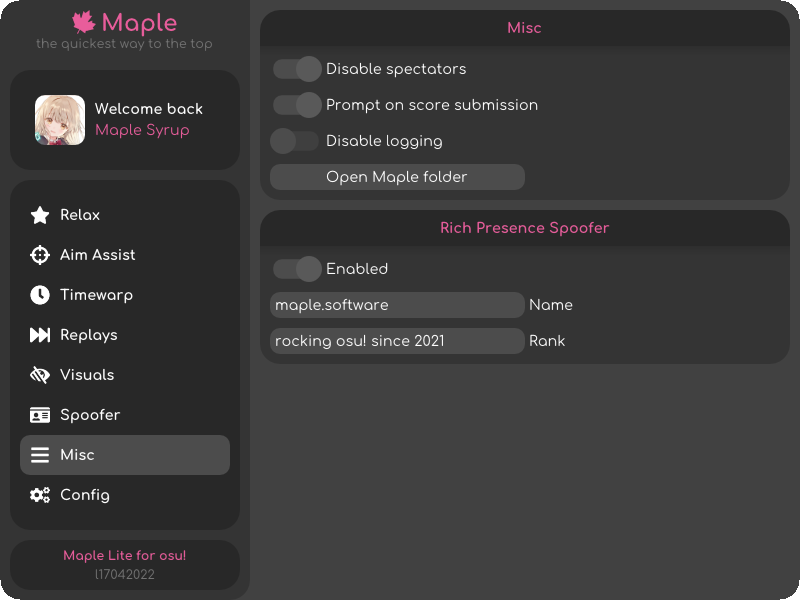 Maple
the quickest way to the top
Welcome back
Maple Syrup
Relax
Aim Assist
Timewarp
Replays
Visuals
Spoofer
Misc
Config
Maple Lite for osu!
l17042022
Misc
Disable spectators
Prompt on score submission
Disable logging
Open Maple folder
Rich Presence Spoofer
Enabled
maple.software Name
rocking osu! since 2021 Rank